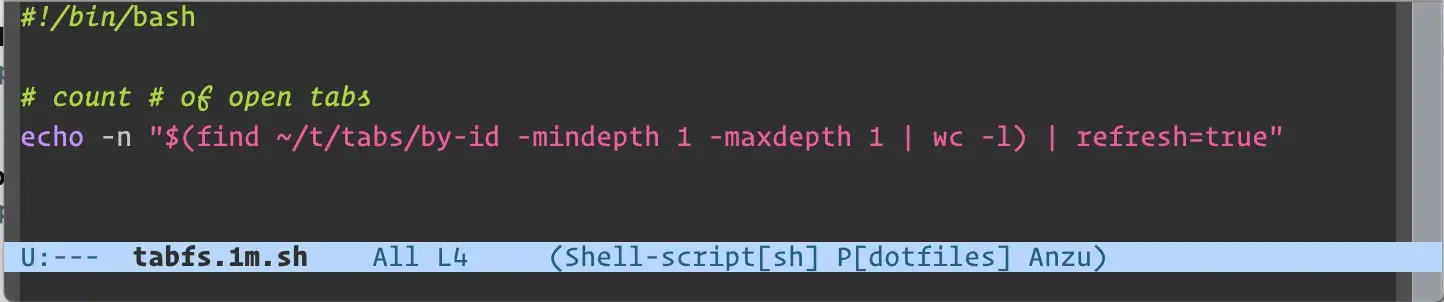 #!/bin/bash
# count # of open tabs
echo -n "$(find ~/t/tabs/by-id -mindepth 1 -maxdepth 1 | wc -l) | refresh=true"
U:--- tabfs.1m.sh All L4 (Shell-script[sh] P[dotfiles] Anzu)